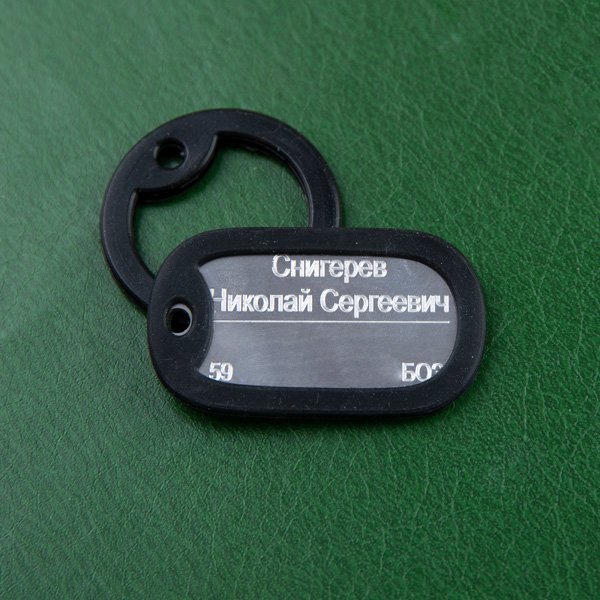 Снигерев
Николай Сергеевич
59